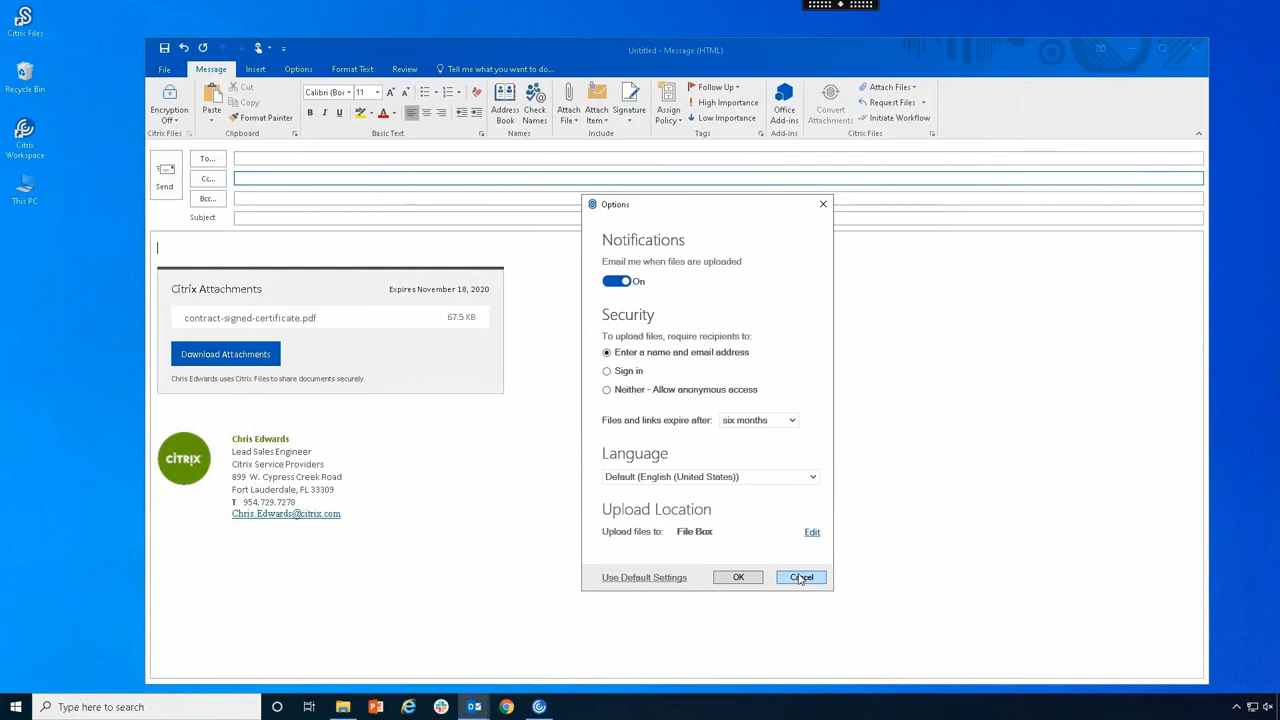 Citrix Files
Recycle Bin
Citrix
Workspace
This PC
Untitled - Message (HTML)
File
Message
Insert
Options
Format Text
Review
Tell me what you want to do...
Encryption
Off
Citrix Files
Paste
Cut
Copy
Format Painter
Clipboard
Calibri (Boc
11
B I U
Basic Text
Address
Book
Check
Names
Names
Attach
File
Attach
Item
Signature
Include
Assign
Policy
Follow Up
High Importance
Low Importance
Tags
Office
Add-ins
Add-ins
Convert
Attachments
Attach Files
Request Files
Initiate Workflow
Citrix Files
Send
To...
Cc...
Bcc...
Subject
Citrix Attachments
Expires November 18, 2020
contract-signed-certificate.pdf
67.5 KB
Download Attachments
Chris Edwards uses Citrix Files to share documents securely.
CİTRIX
Chris Edwards
Lead Sales Engineer
Citrix Service Providers
899 W. Cypress Creek Road
Fort Lauderdale, FL 33309
T 954.729.7278
Chris.Edwards@citrix.com
Options
Notifications
Email me when files are uploaded
On
Security
To upload files, require recipients to:
Enter a name and email address
Sign in
Neither - Allow anonymous access
Files and links expire after: six months
Language
Default (English (United States))
Upload Location
Upload files to: File Box Edit
Use Default Settings
OK
Cancel
Type here to search